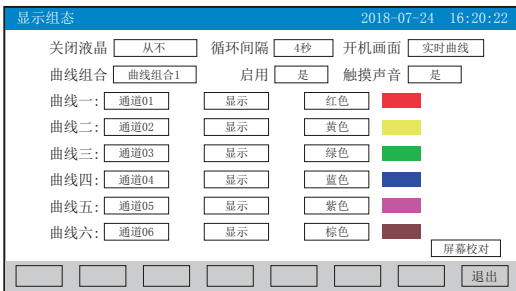 显示组态 2018-07-24 16:20:22
关闭液晶 从不 循环间隔 4秒 开机画面 实时曲线
曲线组合 曲线组合1 启用 是 触摸声音 是
曲线一: 通道01 显示 红色
曲线二: 通道02 显示 黄色
曲线三: 通道03 显示 绿色
曲线四: 通道04 显示 蓝色
曲线五: 通道05 显示 紫色
曲线六: 通道06 显示 棕色
屏幕校对
退出